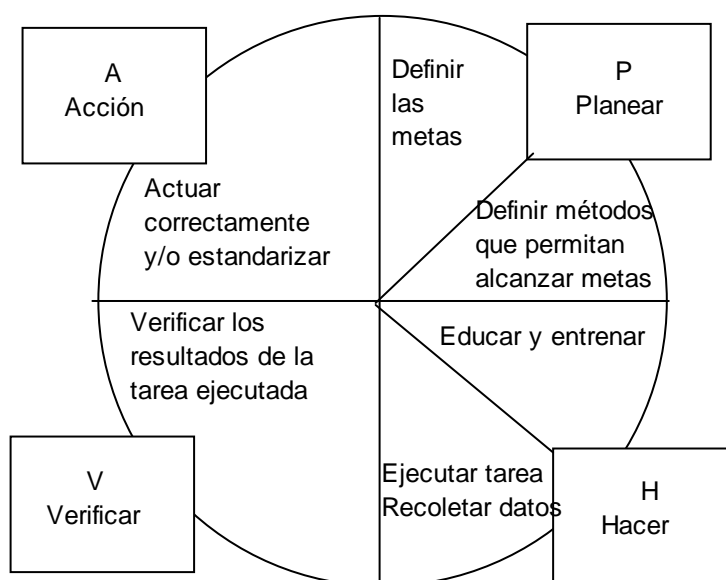 A
Acción
Definir
las
metas
P
Planear
Actuar
correctamente
y/o estandarizar
Definir métodos
que permitan
alcanzar metas
Verificar los
resultados de la
tarea ejecutada
Educar y entrenar
V
Verificar
Ejecutar tarea
Recoletar datos
H
Hacer